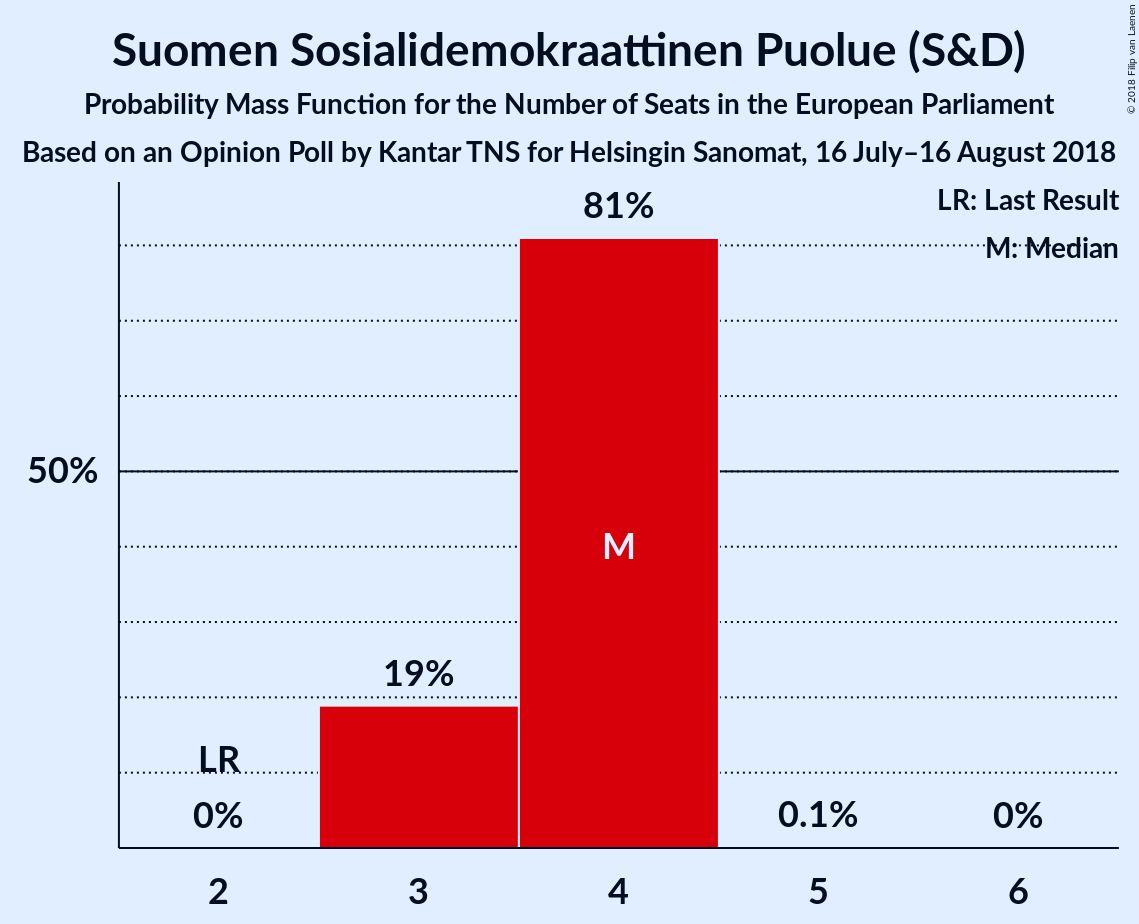 Suomen Sosialidemokraattinen Puolue (S&D)
Probability Mass Function for the Number of Seats in the European Parliament
Based on an Opinion Poll by Kantar TNS for Helsingin Sanomat, 16 July–16 August 2018
© 2018 Filip van Laenen
LR: Last Result
M: Median
81%
50%
M
19%
LR
0%
0.1%
0%
2 3 4 5 6